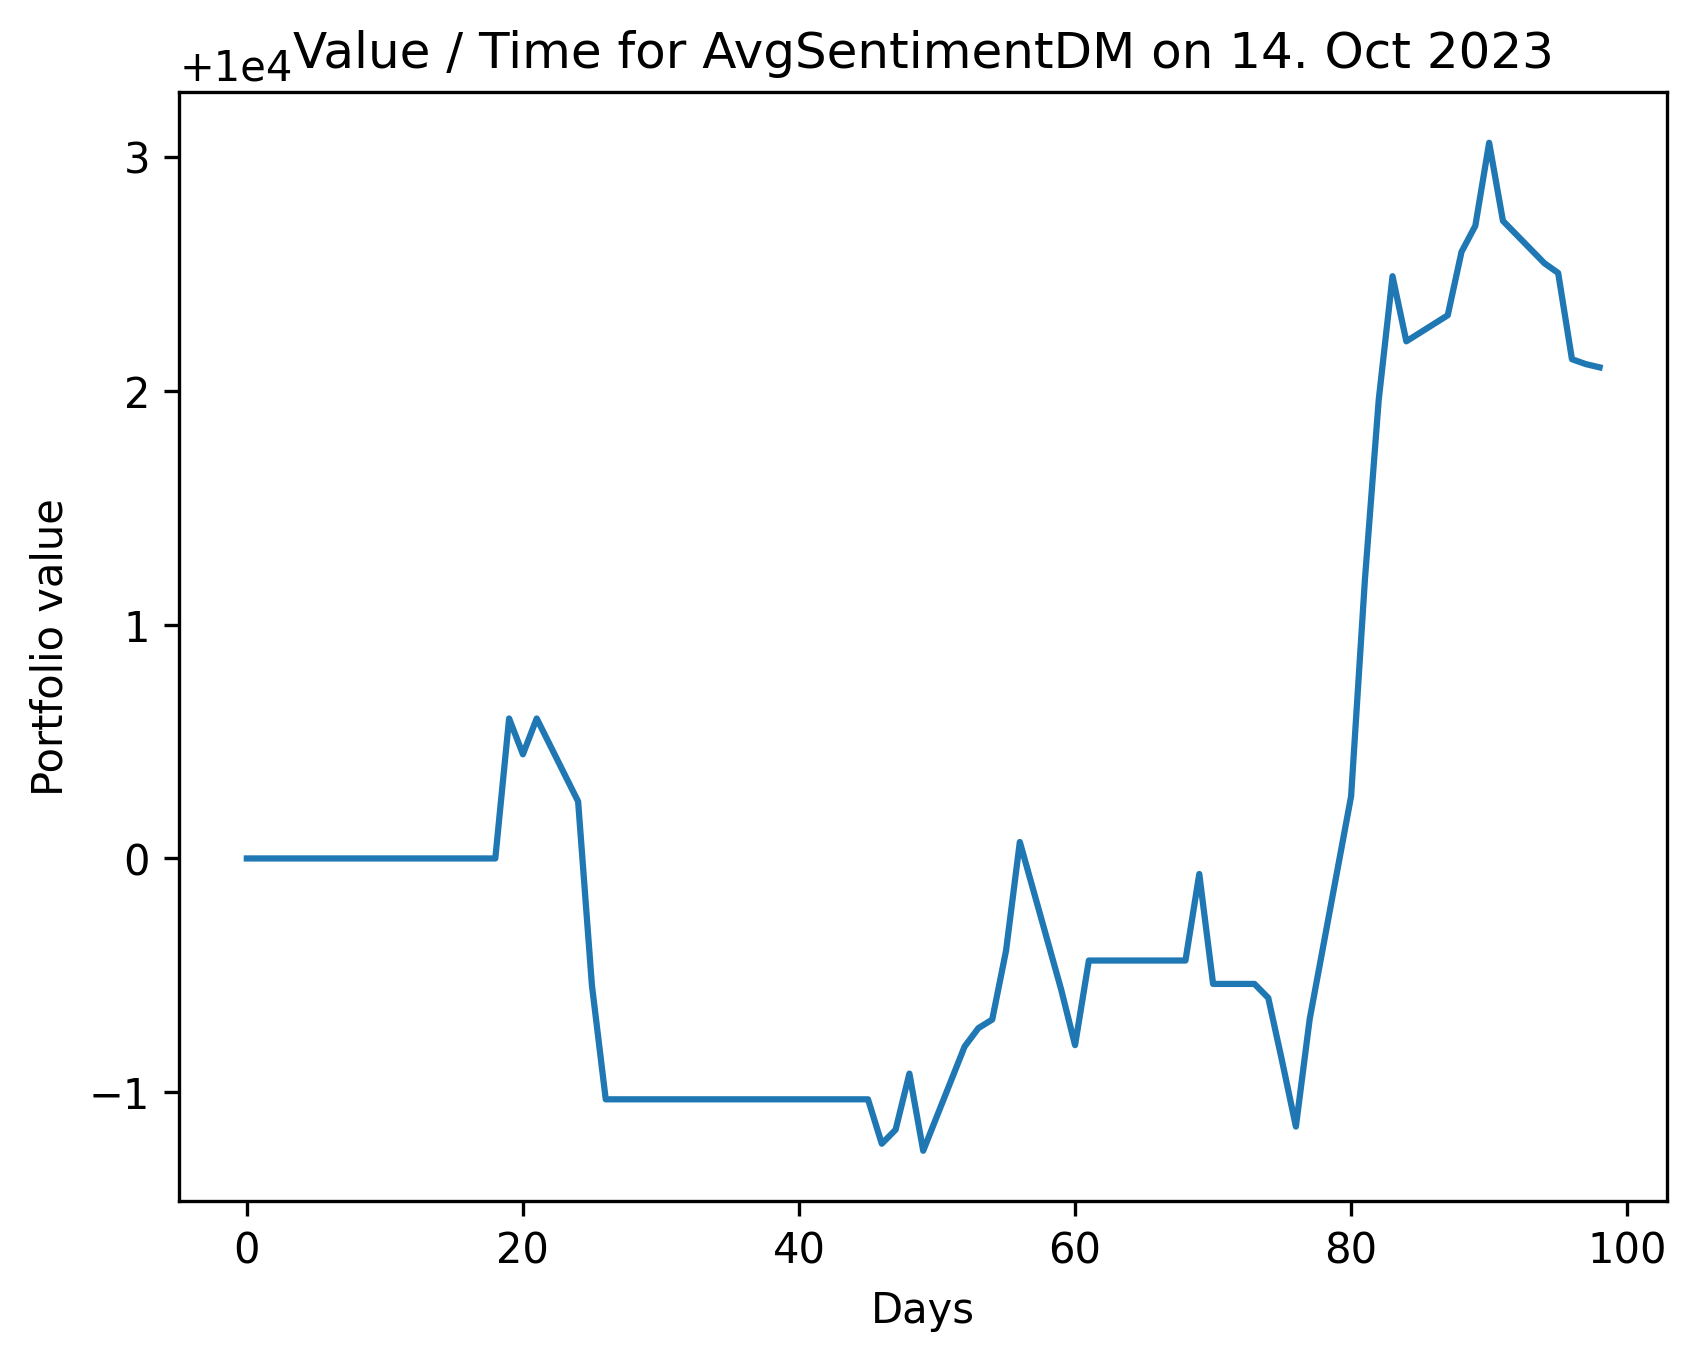 Value / Time for AvgSentimentDM on 14. Oct 2023
+1e4
3
2
1
0
−1
Portfolio value
0 20 40 60 80 100
Days